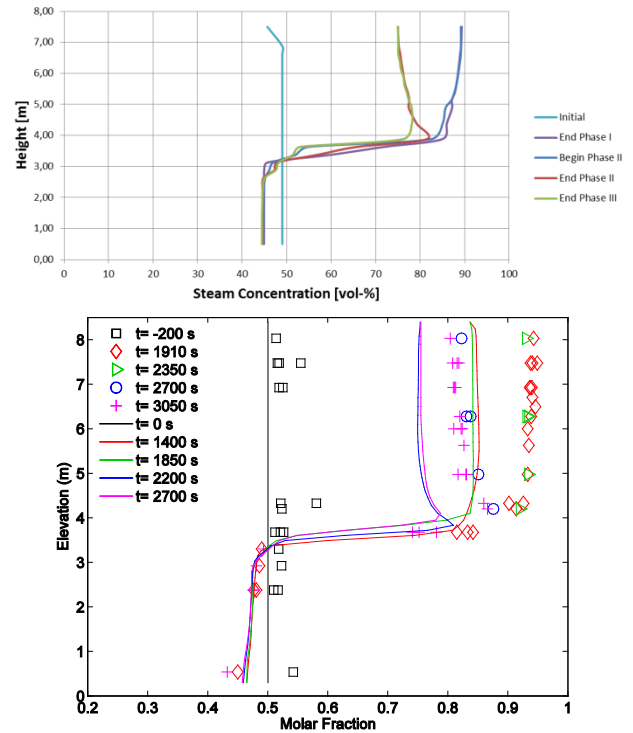 8,00
7,00
6,00
5,00
4,00
3,00
2,00
1,00
0,00
Height [m]
0 10 20 30 40 50 60 70 80 90 100
Steam Concentration [vol-%]
Initial
End Phase I
Begin Phase II
End Phase II
End Phase III
t= -200 s
t= 1910 s
t= 2350 s
t= 2700 s
t= 3050 s
t= 0 s
t= 1400 s
t= 1850 s
t= 2200 s
t= 2700 s
8
7
6
5
4
3
2
1
0
Elevation (m)
0.2 0.3 0.4 0.5 0.6 0.7 0.8 0.9 1
Molar Fraction